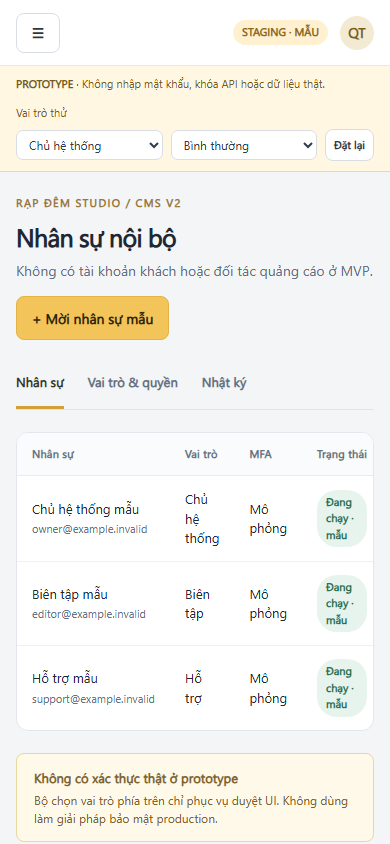 ☰
STAGING · MẪU
QT
PROTOTYPE · Không nhập mật khẩu, khóa API hoặc dữ liệu thật.
Vai trò thử
Chủ hệ thống
Bình thường
Đặt lại
RẠP ĐÊM STUDIO / CMS V2
Nhân sự nội bộ
Không có tài khoản khách hoặc đối tác quảng cáo ở MVP.
+ Mời nhân sự mẫu
Nhân sự
Vai trò & quyền
Nhật ký
Nhân sự
Vai trò
MFA
Trạng thái
Chủ hệ thống mẫu
owner@example.invalid
Chủ
hệ
thống
Mô
phỏng
Đang
chạy ·
mẫu
Biên tập mẫu
editor@example.invalid
Biên
tập
Mô
phỏng
Đang
chạy ·
mẫu
Hỗ trợ mẫu
support@example.invalid
Hỗ
trợ
Mô
phỏng
Đang
chạy ·
mẫu
Không có xác thực thật ở prototype
Bộ chọn vai trò phía trên chỉ phục vụ duyệt UI. Không dùng
làm giải pháp bảo mật production.